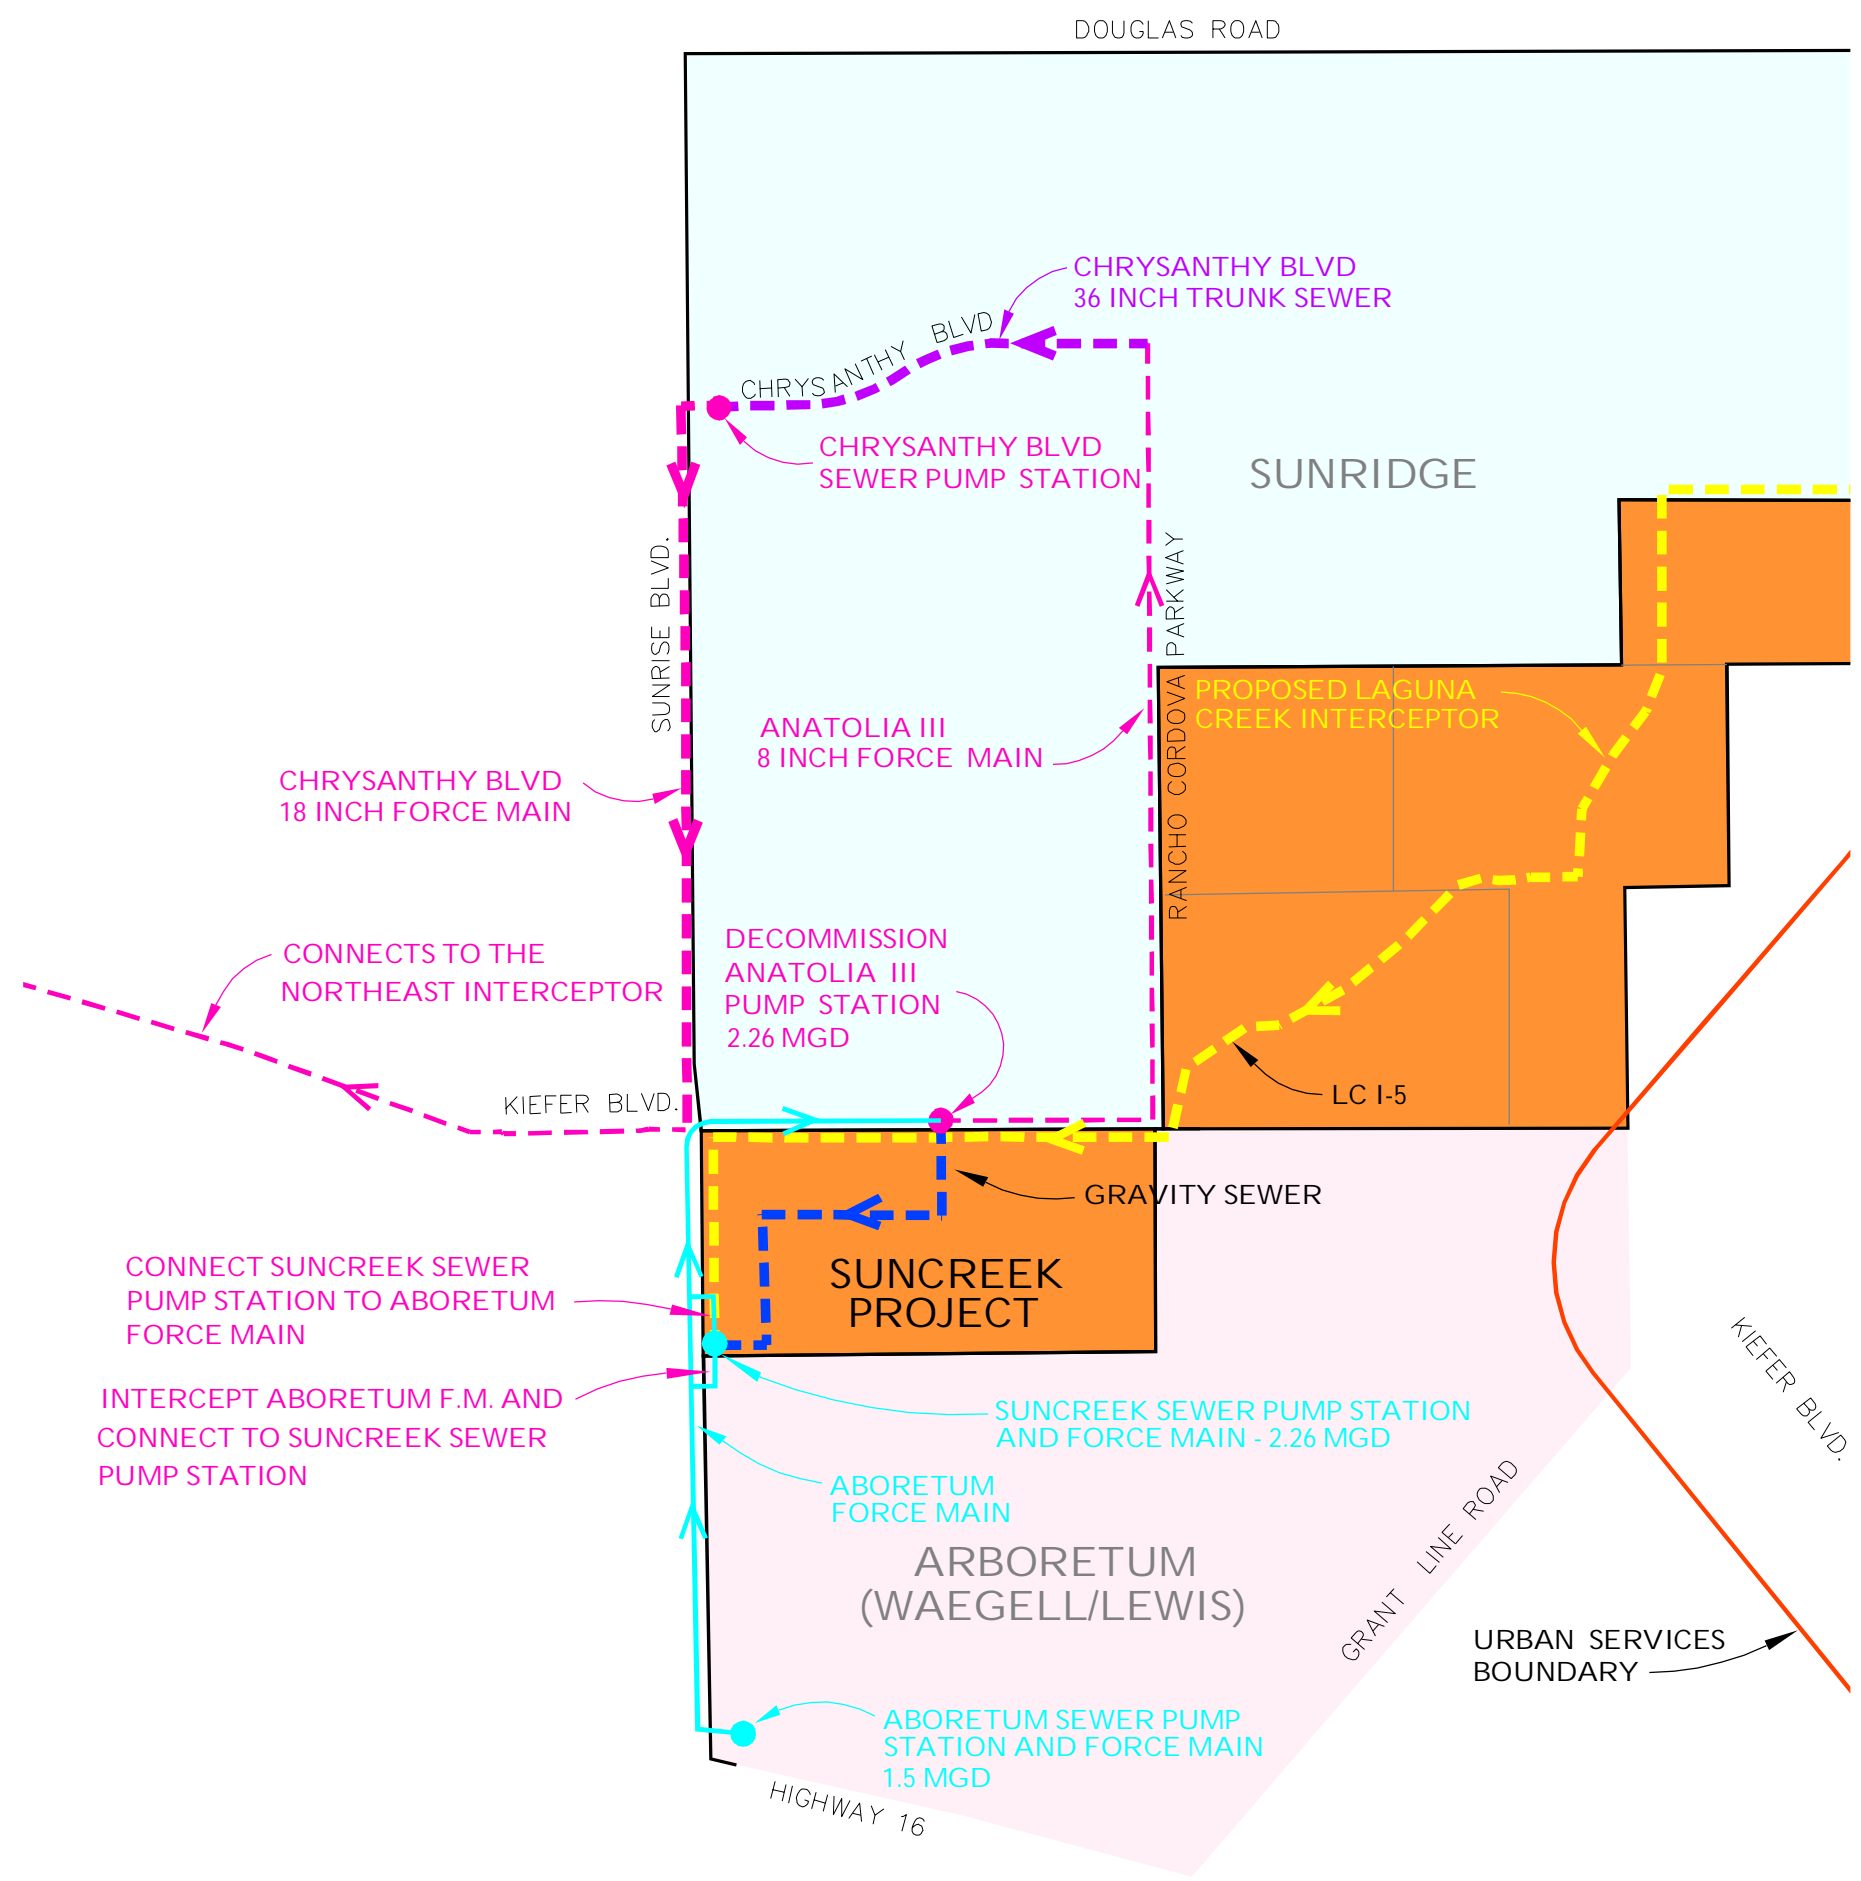 DOUGLAS ROAD
CHRYSANTHY BLVD
36 INCH TRUNK SEWER
CHRYSANTHY BLVD
CHRYSANTHY BLVD
SEWER PUMP STATION
SUNRIDGE
SUNRISE BLVD.
RANCHO CORDOVA PARKWAY
PROPOSED LAGUNA
CREEK INTERCEPTOR
ANATOLIA III
8 INCH FORCE MAIN
CHRYSANTHY BLVD
18 INCH FORCE MAIN
DECOMMISSION
ANATOLIA III
PUMP STATION
2.26 MGD
CONNECTS TO THE
NORTHEAST INTERCEPTOR
KIEFER BLVD.
LC I-5
GRAVITY SEWER
SUNCREEK
PROJECT
CONNECT SUNCREEK SEWER
PUMP STATION TO ABORETUM
FORCE MAIN
INTERCEPT ABORETUM F.M. AND
CONNECT TO SUNCREEK SEWER
PUMP STATION
SUNCREEK SEWER PUMP STATION
AND FORCE MAIN - 2.26 MGD
ABORETUM
FORCE MAIN
KIEFER BLVD.
ARBORETUM
(WAEGELL/LEWIS)
GRANT LINE ROAD
URBAN SERVICES
BOUNDARY
ABORETUM SEWER PUMP
STATION AND FORCE MAIN
1.5 MGD
HIGHWAY 16